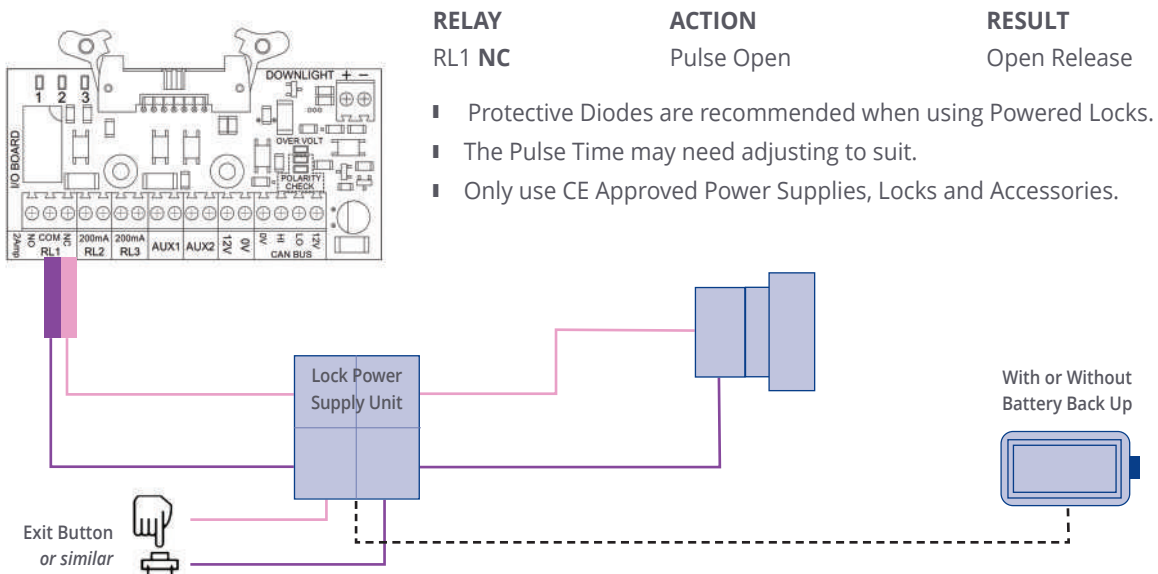 RELAY ACTION RESULT
RL1 NC Pulse Open Open Release
Protective Diodes are recommended when using Powered Locks.
The Pulse Time may need adjusting to suit.
Only use CE Approved Power Supplies, Locks and Accessories.
DOWNLIGHT + -
1 2 3
I/O BOARD
OVER VOLT
POLARITY
CHECK
2Amp NO COM NC 200mA 200mA AUX1 AUX2 12V 0V 0V HI LO 12V
RL1 RL2 RL3 CAN BUS
Lock Power
Supply Unit
With or Without
Battery Back Up
Exit Button
or similar